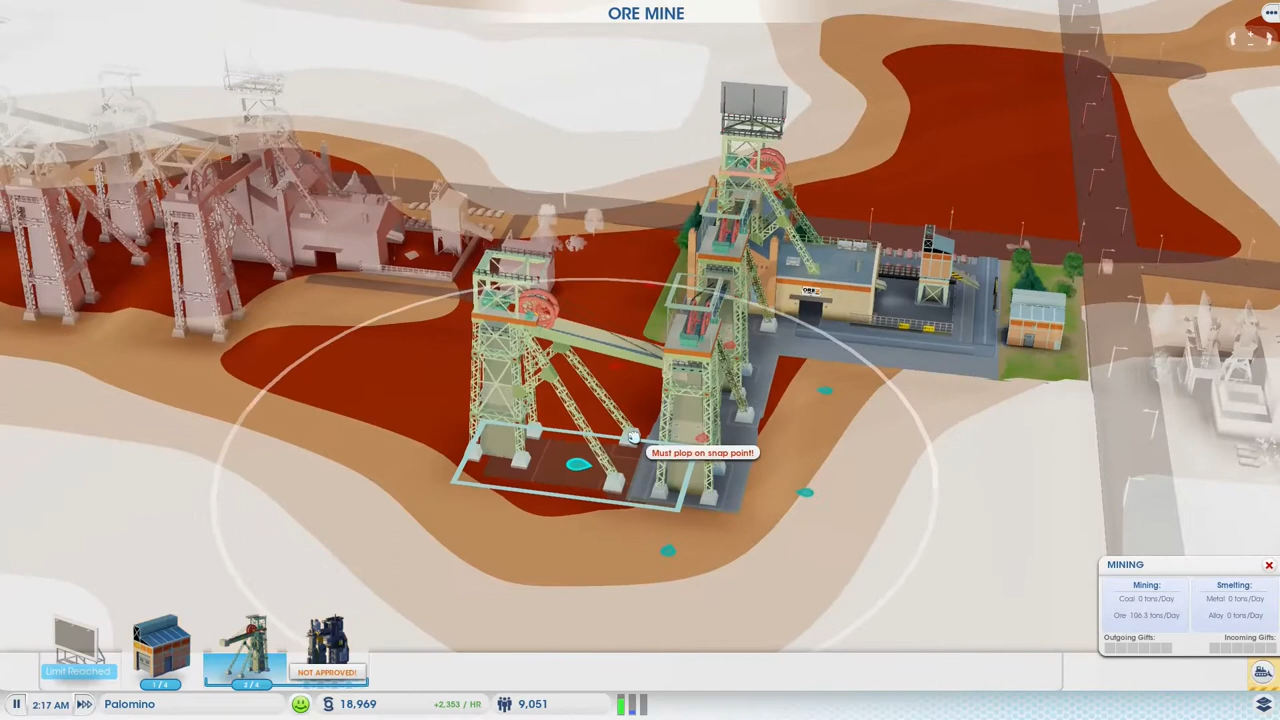 ORE MINE
ORE
Must plop on snap point!
MINING
Mining:
Smelting:
Coal 0 tons/Day
Metal 0 tons/Day
Ore 106.3 tons/Day
Alloy 0 tons/Day
Outgoing Gifts:
Incoming Gifts:
Limit Reached
1 / 4
2 / 4
NOT APPROVED!
2:17 AM
Palomino
18,969
+2,353 / HR
9,051